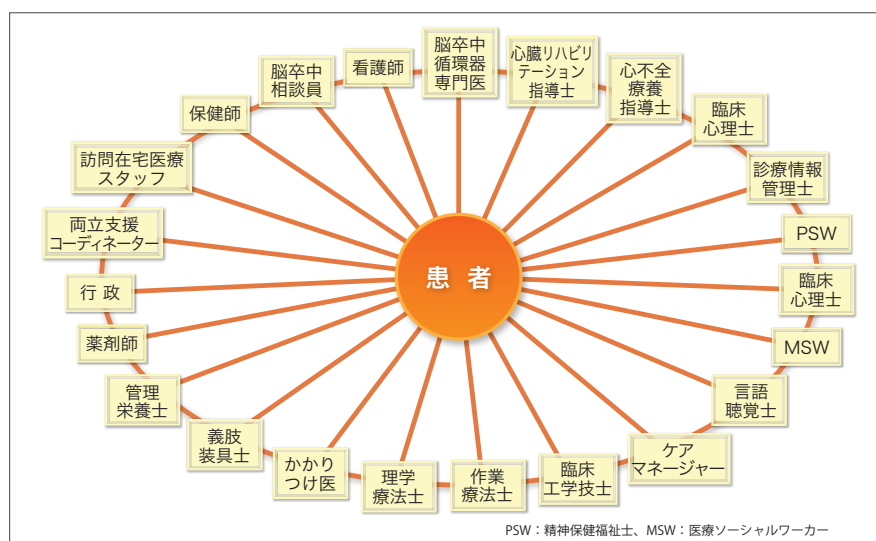 脳卒中
循環器
専門医
心臓リハビリ
テーション
指導士
心不全
療養
指導士
臨床
心理士
診療情報
管理士
PSW
臨床
心理士
MSW
言語
聴覚士
ケア
マネージャー
臨床
工学技士
作業
療法士
理学
療法士
かかり
つけ医
義肢
装具士
管理
栄養士
薬剤師
行 政
両立支援
コーディネーター
訪問在宅医療
スタッフ
保健師
脳卒中
相談員
看護師
患 者
PSW：精神保健福祉士、MSW：医療ソーシャルワーカー